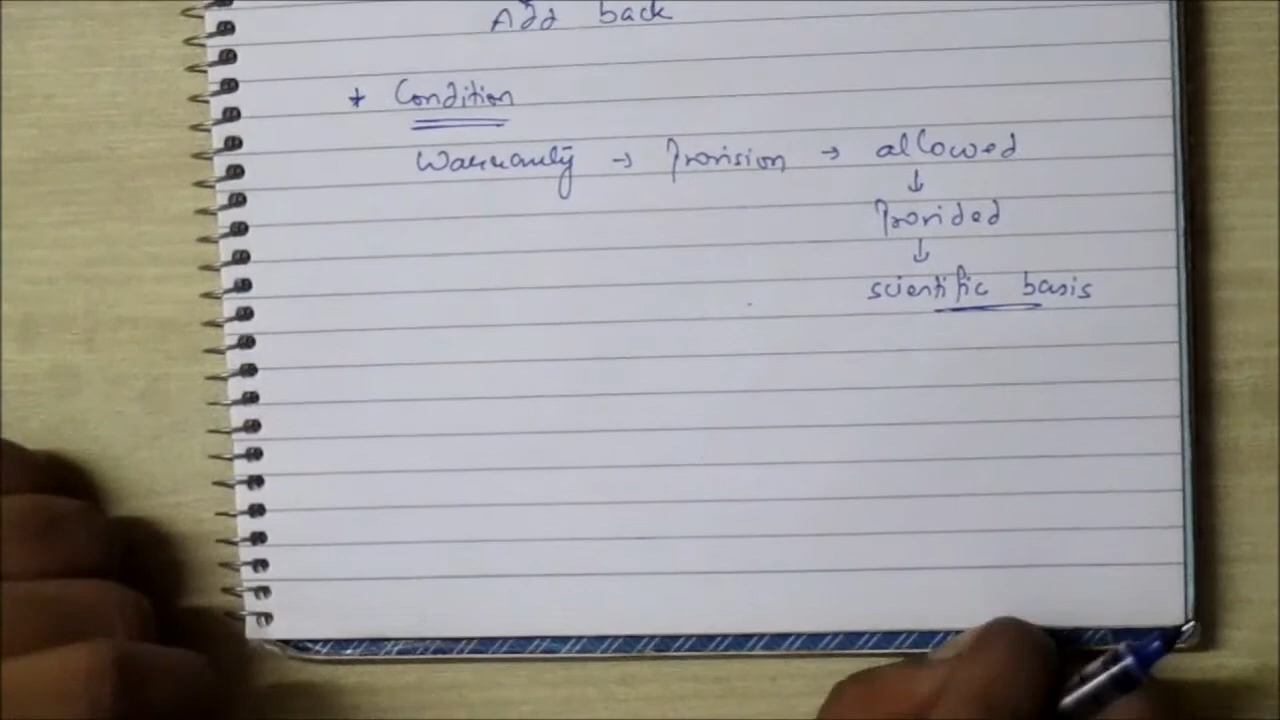 Add back
* Condition
Warranty → Provision → allowed
↓
Provided
↓
scientific basis